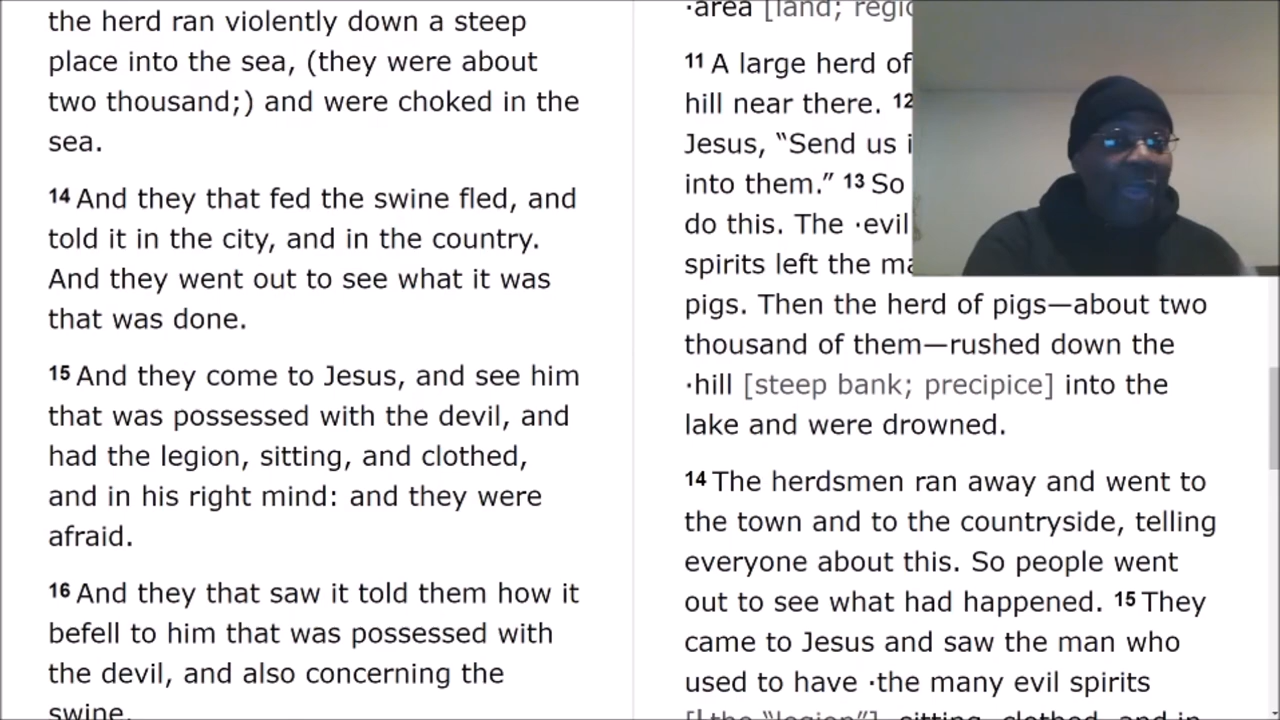 the herd ran violently down a steep
place into the sea, (they were about
two thousand;) and were choked in the
sea.
14 And they that fed the swine fled, and
told it in the city, and in the country.
And they went out to see what it was
that was done.
15 And they come to Jesus, and see him
that was possessed with the devil, and
had the legion, sitting, and clothed,
and in his right mind: and they were
afraid.
16 And they that saw it told them how it
befell to him that was possessed with
the devil, and also concerning the
swine.
·area [land;
11 A large herd of
hill near there. 12
Jesus, “Send us
into them.” 13 So
do this. The ·evil
spirits left the
pigs. Then the herd of pigs—about two
thousand of them—rushed down the
·hill [steep bank; precipice] into the
lake and were drowned.
14 The herdsmen ran away and went to
the town and to the countryside, telling
everyone about this. So people went
out to see what had happened. 15 They
came to Jesus and saw the man who
used to have ·the many evil spirits
[the “legion”], sitting, clothed, and in